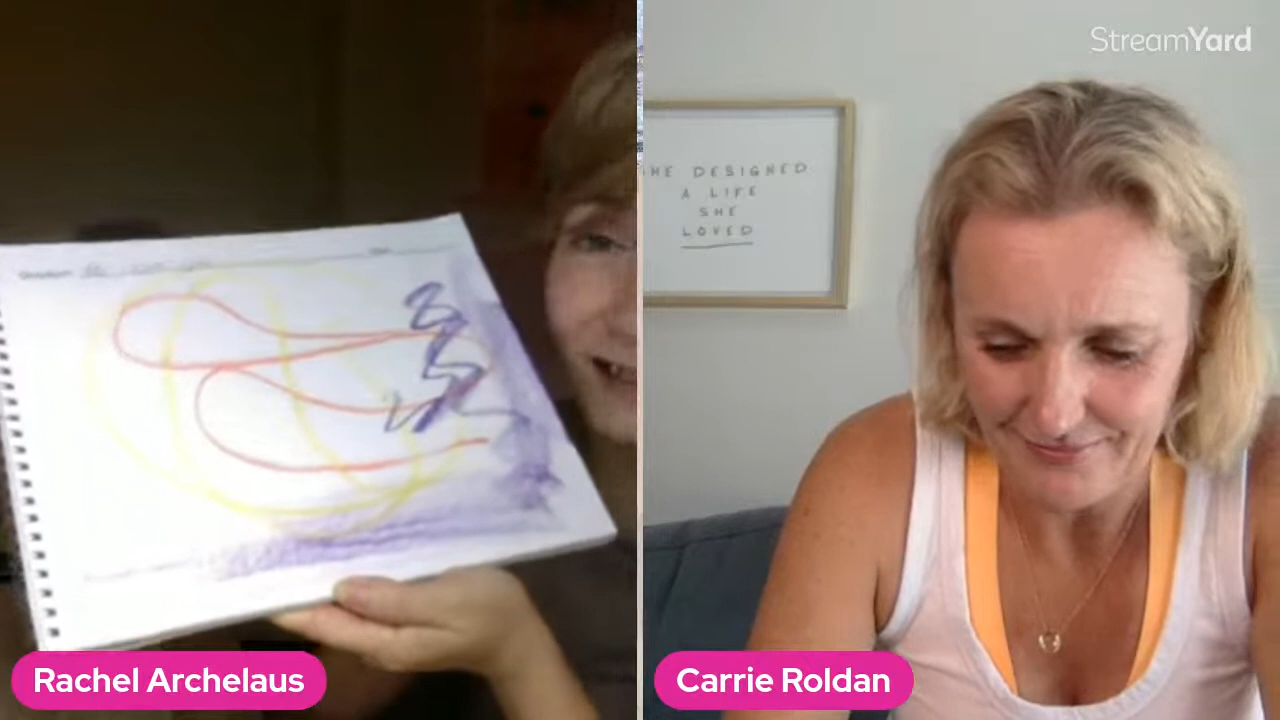 StreamYard
HE DESIGNED
A LIFE
SHE
LOVED
Rachel Archelaus
Carrie Roldan